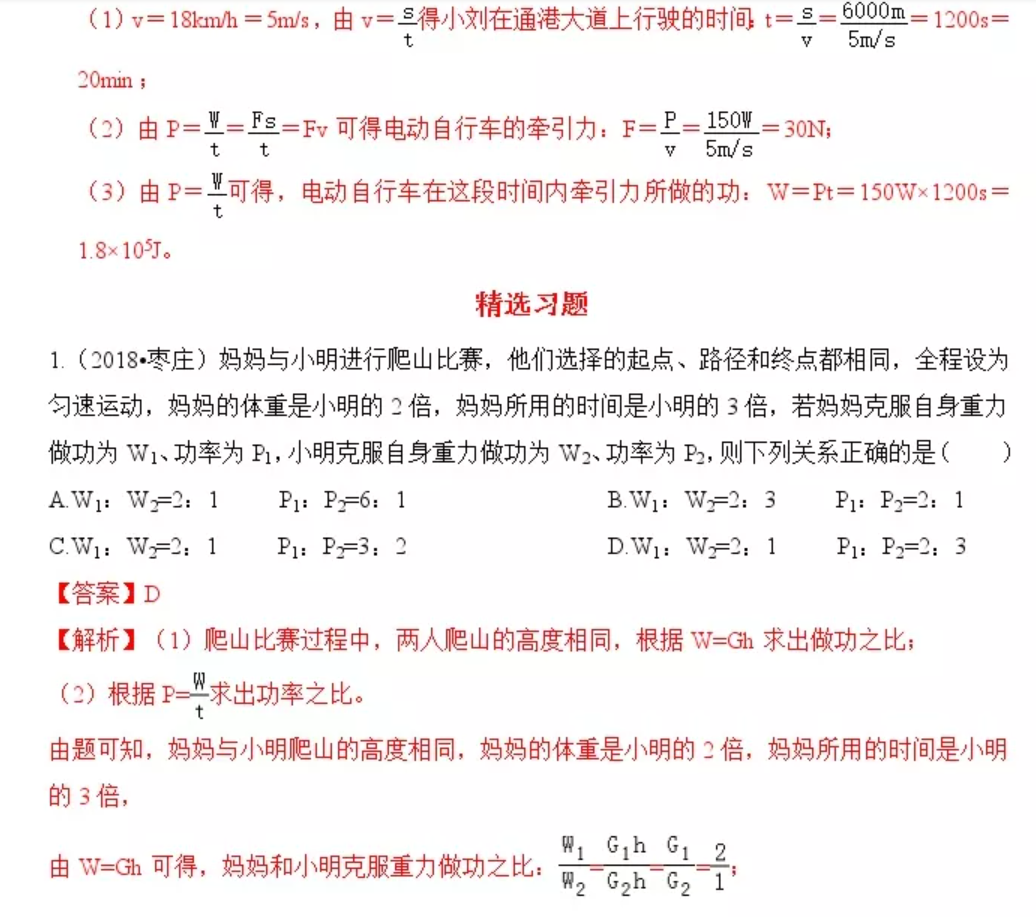 （1）v＝18km/h＝5m/s，由 v＝s/t得小刘在通港大道上行驶的时间：t＝s/v＝6000m/5m/s＝1200s＝
20min；
（2）由 P＝W/t＝Fs/t＝Fv 可得电动自行车的牵引力：F＝P/v＝150W/5m/s＝30N；
（3）由 P＝W/t可得，电动自行车在这段时间内牵引力所做的功：W＝Pt＝150W×1200s＝
1.8×10⁵J。
精选习题
1.（2018•枣庄）妈妈与小明进行爬山比赛，他们选择的起点、路径和终点都相同，全程设为
匀速运动，妈妈的体重是小明的 2 倍，妈妈所用的时间是小明的 3 倍，若妈妈克服自身重力
做功为 W₁、功率为 P₁，小明克服自身重力做功为 W₂、功率为 P₂，则下列关系正确的是（　　）
A.W₁：W₂=2：1　P₁：P₂=6：1　B.W₁：W₂=2：3　P₁：P₂=2：1
C.W₁：W₂=2：1　P₁：P₂=3：2　D.W₁：W₂=2：1　P₁：P₂=2：3
【答案】D
【解析】（1）爬山比赛过程中，两人爬山的高度相同，根据 W=Gh 求出做功之比；
（2）根据 P=W/t求出功率之比。
由题可知，妈妈与小明爬山的高度相同，妈妈的体重是小明的 2 倍，妈妈所用的时间是小明
的 3 倍，
由 W=Gh 可得，妈妈和小明克服重力做功之比：W₁/W₂=G₁h/G₂h=G₁/G₂=2/1；